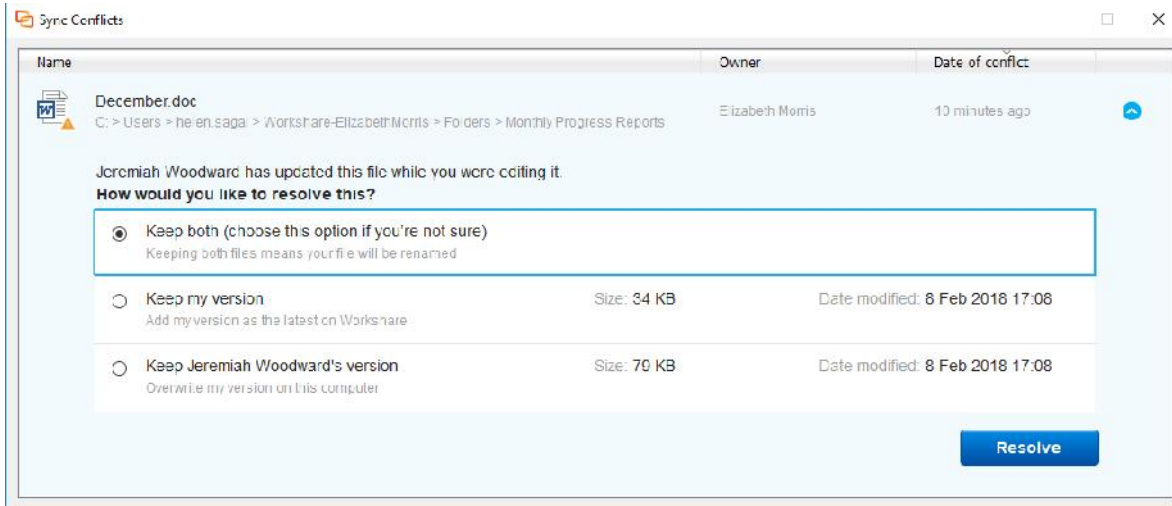 Sync Conflicts
Name Owner Date of conflict
December.doc Elizabeth Morris 10 minutes ago
C: > Users > helen.sagal > Workshare-ElizabethMorris > Folders > Monthly Progress Reports
Jeremiah Woodward has updated this file while you were editing it.
How would you like to resolve this?
Keep both (choose this option if you're not sure)
Keeping both files means your file will be renamed
Keep my version Size: 34 KB Date modified: 8 Feb 2018 17:08
Add my version as the latest on Workshare
Keep Jeremiah Woodward's version Size: 79 KB Date modified: 8 Feb 2018 17:08
Overwrite my version on this computer
Resolve